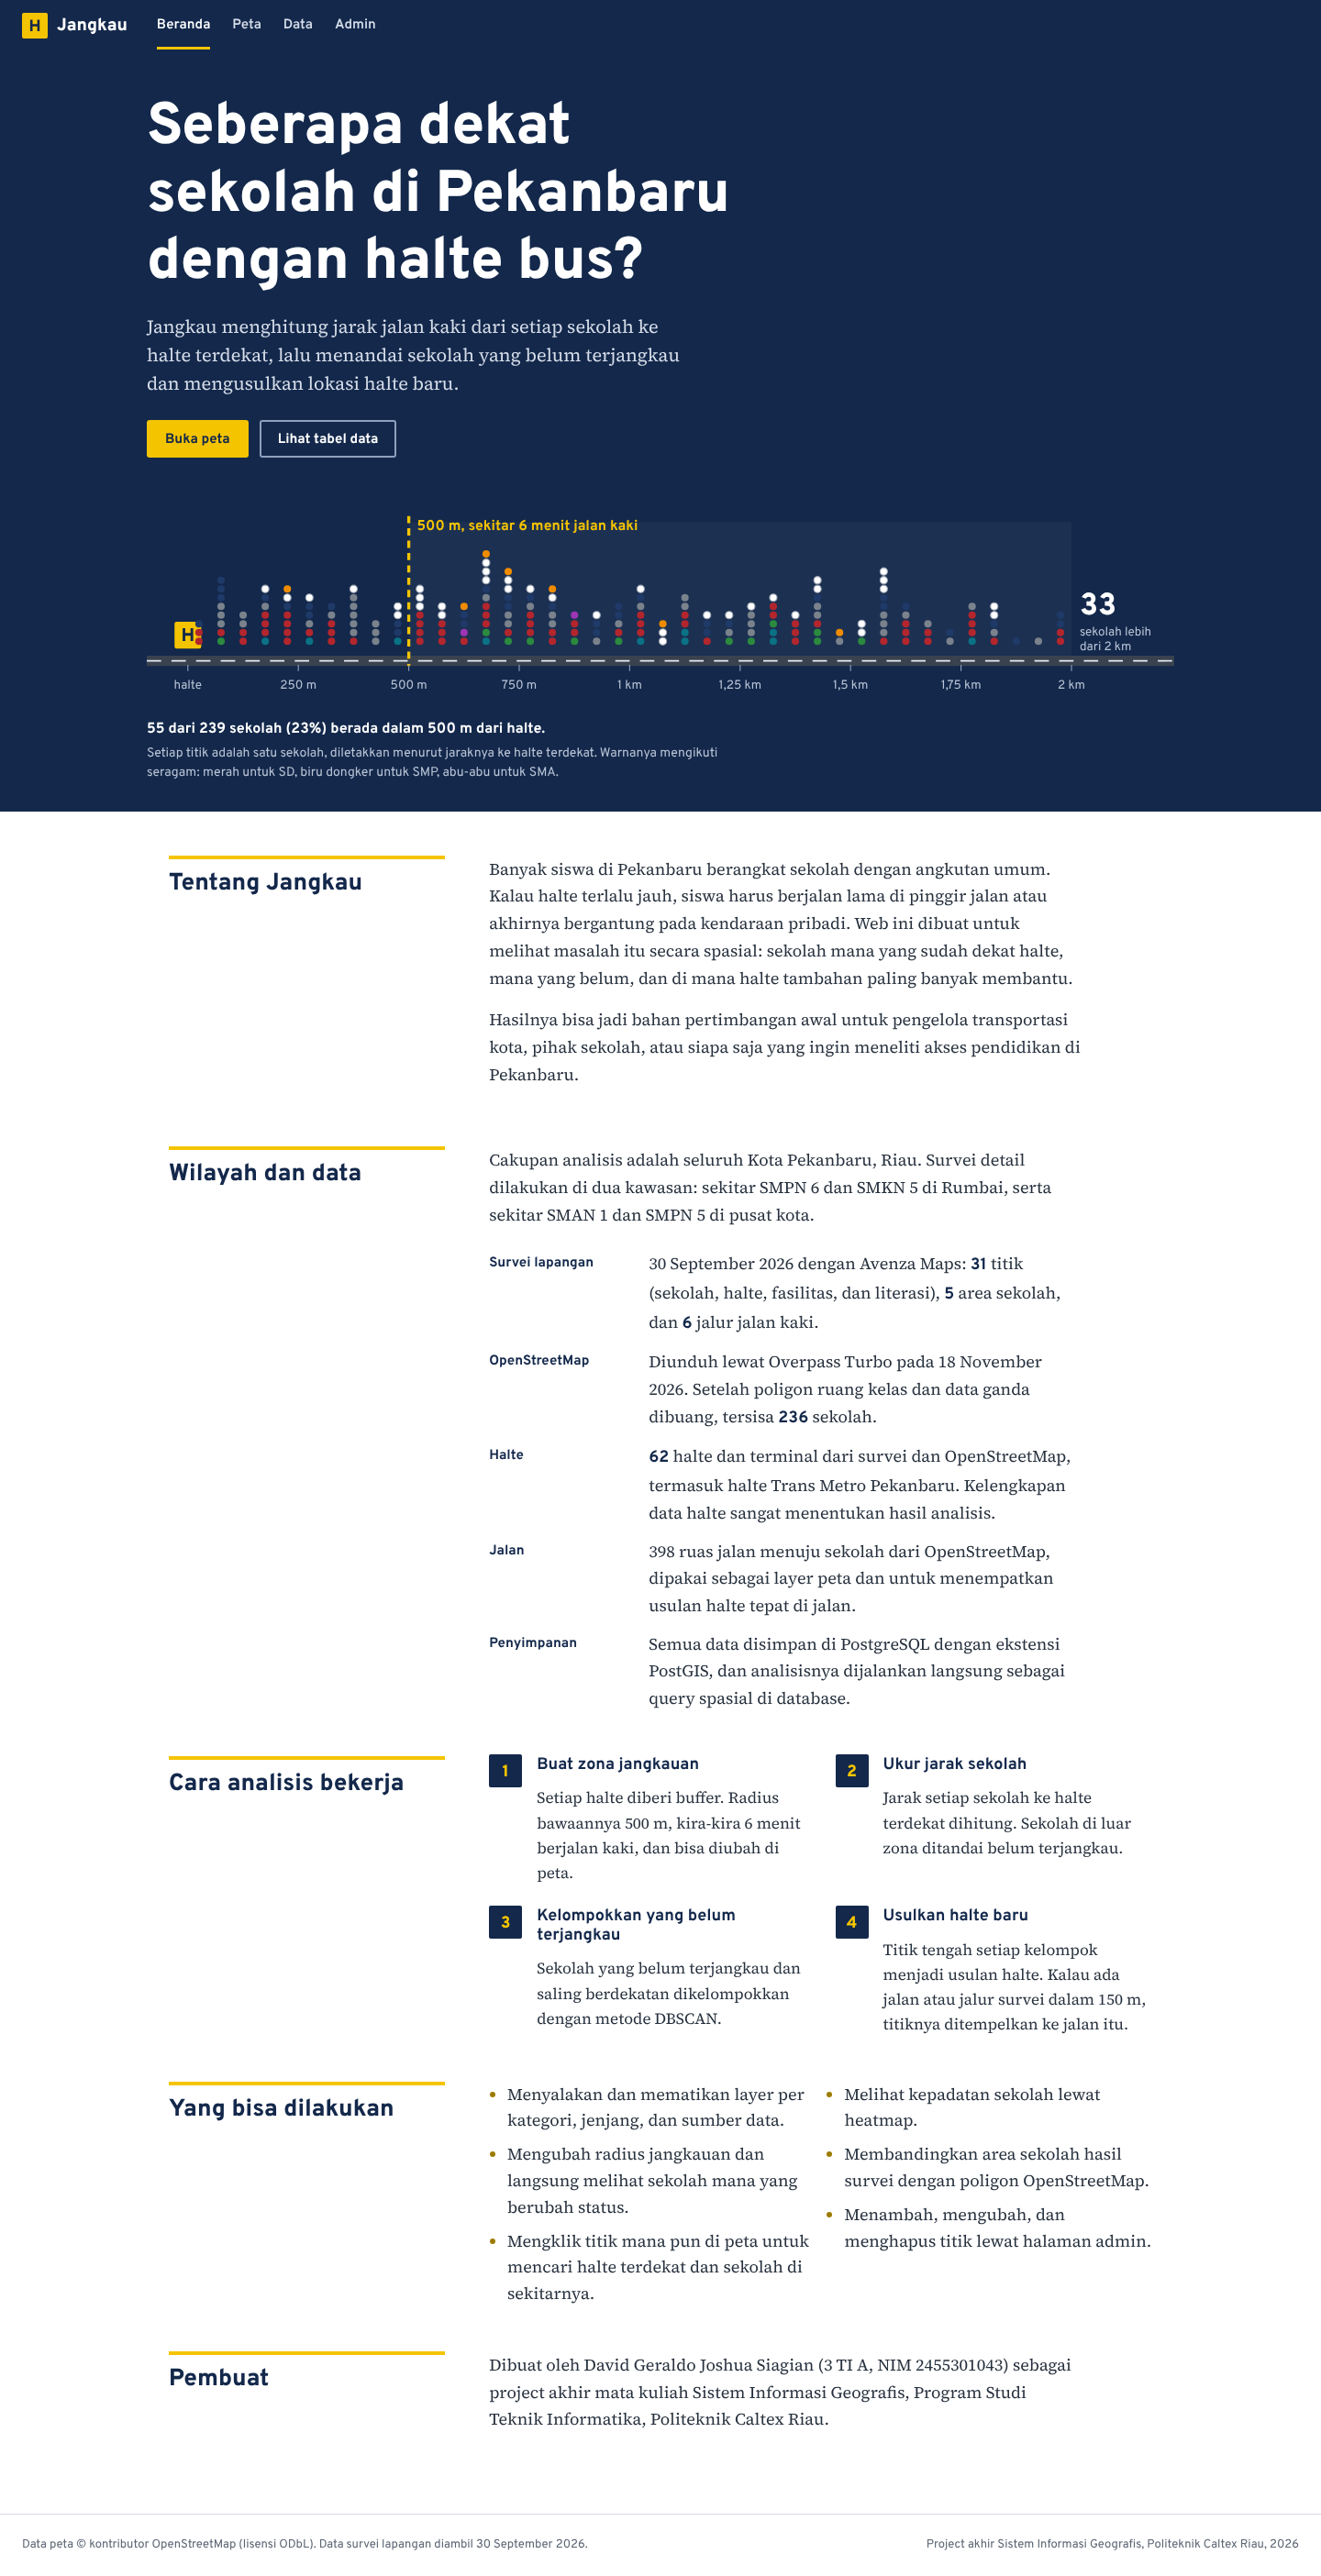 H Jangkau Beranda Peta Data Admin
Seberapa dekat
sekolah di Pekanbaru
dengan halte bus?
Jangkau menghitung jarak jalan kaki dari setiap sekolah ke
halte terdekat, lalu menandai sekolah yang belum terjangkau
dan mengusulkan lokasi halte baru.
Buka peta Lihat tabel data
500 m, sekitar 6 menit jalan kaki
33
sekolah lebih
dari 2 km
H
halte 250 m 500 m 750 m 1 km 1,25 km 1,5 km 1,75 km 2 km
55 dari 239 sekolah (23%) berada dalam 500 m dari halte.
Setiap titik adalah satu sekolah, diletakkan menurut jaraknya ke halte terdekat. Warnanya mengikuti
seragam: merah untuk SD, biru dongker untuk SMP, abu-abu untuk SMA.
Tentang Jangkau
Banyak siswa di Pekanbaru berangkat sekolah dengan angkutan umum.
Kalau halte terlalu jauh, siswa harus berjalan lama di pinggir jalan atau
akhirnya bergantung pada kendaraan pribadi. Web ini dibuat untuk
melihat masalah itu secara spasial: sekolah mana yang sudah dekat halte,
mana yang belum, dan di mana halte tambahan paling banyak membantu.
Hasilnya bisa jadi bahan pertimbangan awal untuk pengelola transportasi
kota, pihak sekolah, atau siapa saja yang ingin meneliti akses pendidikan di
Pekanbaru.
Wilayah dan data
Cakupan analisis adalah seluruh Kota Pekanbaru, Riau. Survei detail
dilakukan di dua kawasan: sekitar SMPN 6 dan SMKN 5 di Rumbai, serta
sekitar SMAN 1 dan SMPN 5 di pusat kota.
Survei lapangan
30 September 2026 dengan Avenza Maps: 31 titik
(sekolah, halte, fasilitas, dan literasi), 5 area sekolah,
dan 6 jalur jalan kaki.
OpenStreetMap
Diunduh lewat Overpass Turbo pada 18 November
2026. Setelah poligon ruang kelas dan data ganda
dibuang, tersisa 236 sekolah.
Halte
62 halte dan terminal dari survei dan OpenStreetMap,
termasuk halte Trans Metro Pekanbaru. Kelengkapan
data halte sangat menentukan hasil analisis.
Jalan
398 ruas jalan menuju sekolah dari OpenStreetMap,
dipakai sebagai layer peta dan untuk menempatkan
usulan halte tepat di jalan.
Penyimpanan
Semua data disimpan di PostgreSQL dengan ekstensi
PostGIS, dan analisisnya dijalankan langsung sebagai
query spasial di database.
Cara analisis bekerja
1 Buat zona jangkauan
Setiap halte diberi buffer. Radius
bawaannya 500 m, kira-kira 6 menit
berjalan kaki, dan bisa diubah di
peta.
2 Ukur jarak sekolah
Jarak setiap sekolah ke halte
terdekat dihitung. Sekolah di luar
zona ditandai belum terjangkau.
3 Kelompokkan yang belum
terjangkau
Sekolah yang belum terjangkau dan
saling berdekatan dikelompokkan
dengan metode DBSCAN.
4 Usulkan halte baru
Titik tengah setiap kelompok
menjadi usulan halte. Kalau ada
jalan atau jalur survei dalam 150 m,
titiknya ditempelkan ke jalan itu.
Yang bisa dilakukan
Menyalakan dan mematikan layer per
kategori, jenjang, dan sumber data.
Mengubah radius jangkauan dan
langsung melihat sekolah mana yang
berubah status.
Mengklik titik mana pun di peta untuk
mencari halte terdekat dan sekolah di
sekitarnya.
Melihat kepadatan sekolah lewat
heatmap.
Membandingkan area sekolah hasil
survei dengan poligon OpenStreetMap.
Menambah, mengubah, dan
menghapus titik lewat halaman admin.
Pembuat
Dibuat oleh David Geraldo Joshua Siagian (3 TI A, NIM 2455301043) sebagai
project akhir mata kuliah Sistem Informasi Geografis, Program Studi
Teknik Informatika, Politeknik Caltex Riau.
Data peta © kontributor OpenStreetMap (lisensi ODbL). Data survei lapangan diambil 30 September 2026.
Project akhir Sistem Informasi Geografis, Politeknik Caltex Riau, 2026